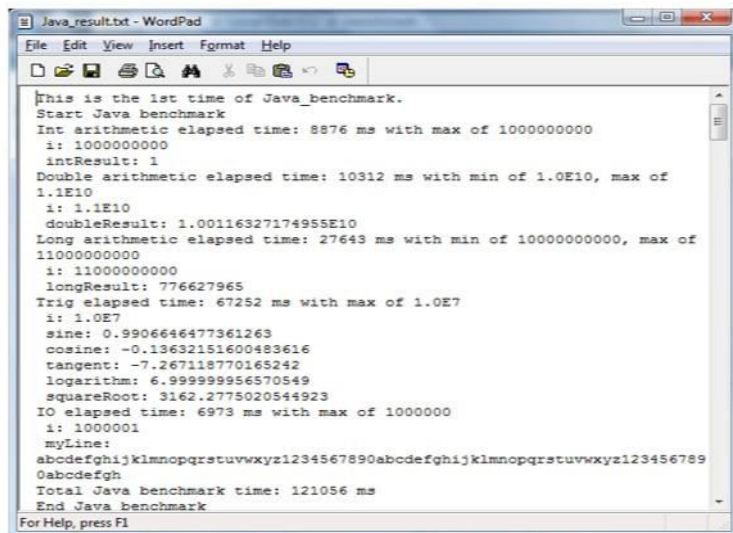 Java_result.txt - WordPad
File Edit View Insert Format Help
This is the 1st time of Java_benchmark.
Start Java benchmark
Int arithmetic elapsed time: 8876 ms with max of 1000000000
i: 1000000000
intResult: 1
Double arithmetic elapsed time: 10312 ms with min of 1.0E10, max of
1.1E10
i: 1.1E10
doubleResult: 1.00116327174955E10
Long arithmetic elapsed time: 27643 ms with min of 10000000000, max of
11000000000
i: 11000000000
longResult: 776627965
Trig elapsed time: 67252 ms with max of 1.0E7
i: 1.0E7
sine: 0.9906646477361263
cosine: -0.13632151600483616
tangent: -7.267118770165242
logarithm: 6.999999956570549
squareRoot: 3162.2775020544923
IO elapsed time: 6973 ms with max of 1000000
i: 1000001
myLine:
abcdefghijklmnopqrstuvwxyz1234567890abcdefghijklmnopqrstuvwxyz123456789
0abcdefgh
Total Java benchmark time: 121056 ms
End Java benchmark
For Help, press F1